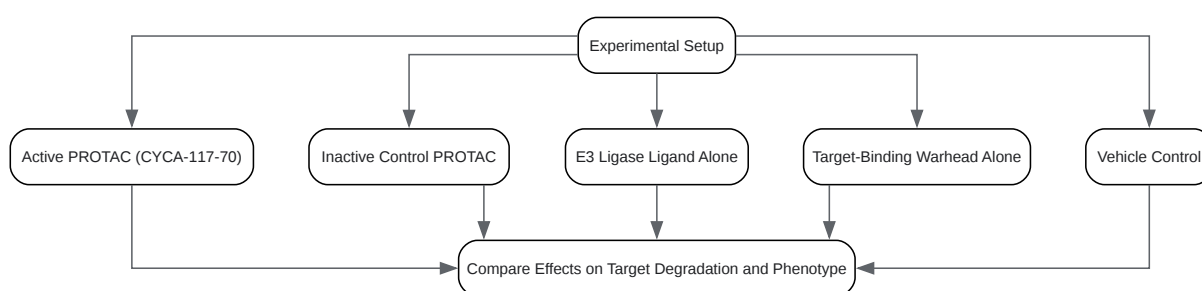 Experimental Setup
Active PROTAC (CYCA-117-70)
Inactive Control PROTAC
E3 Ligase Ligand Alone
Target-Binding Warhead Alone
Vehicle Control
Compare Effects on Target Degradation and Phenotype